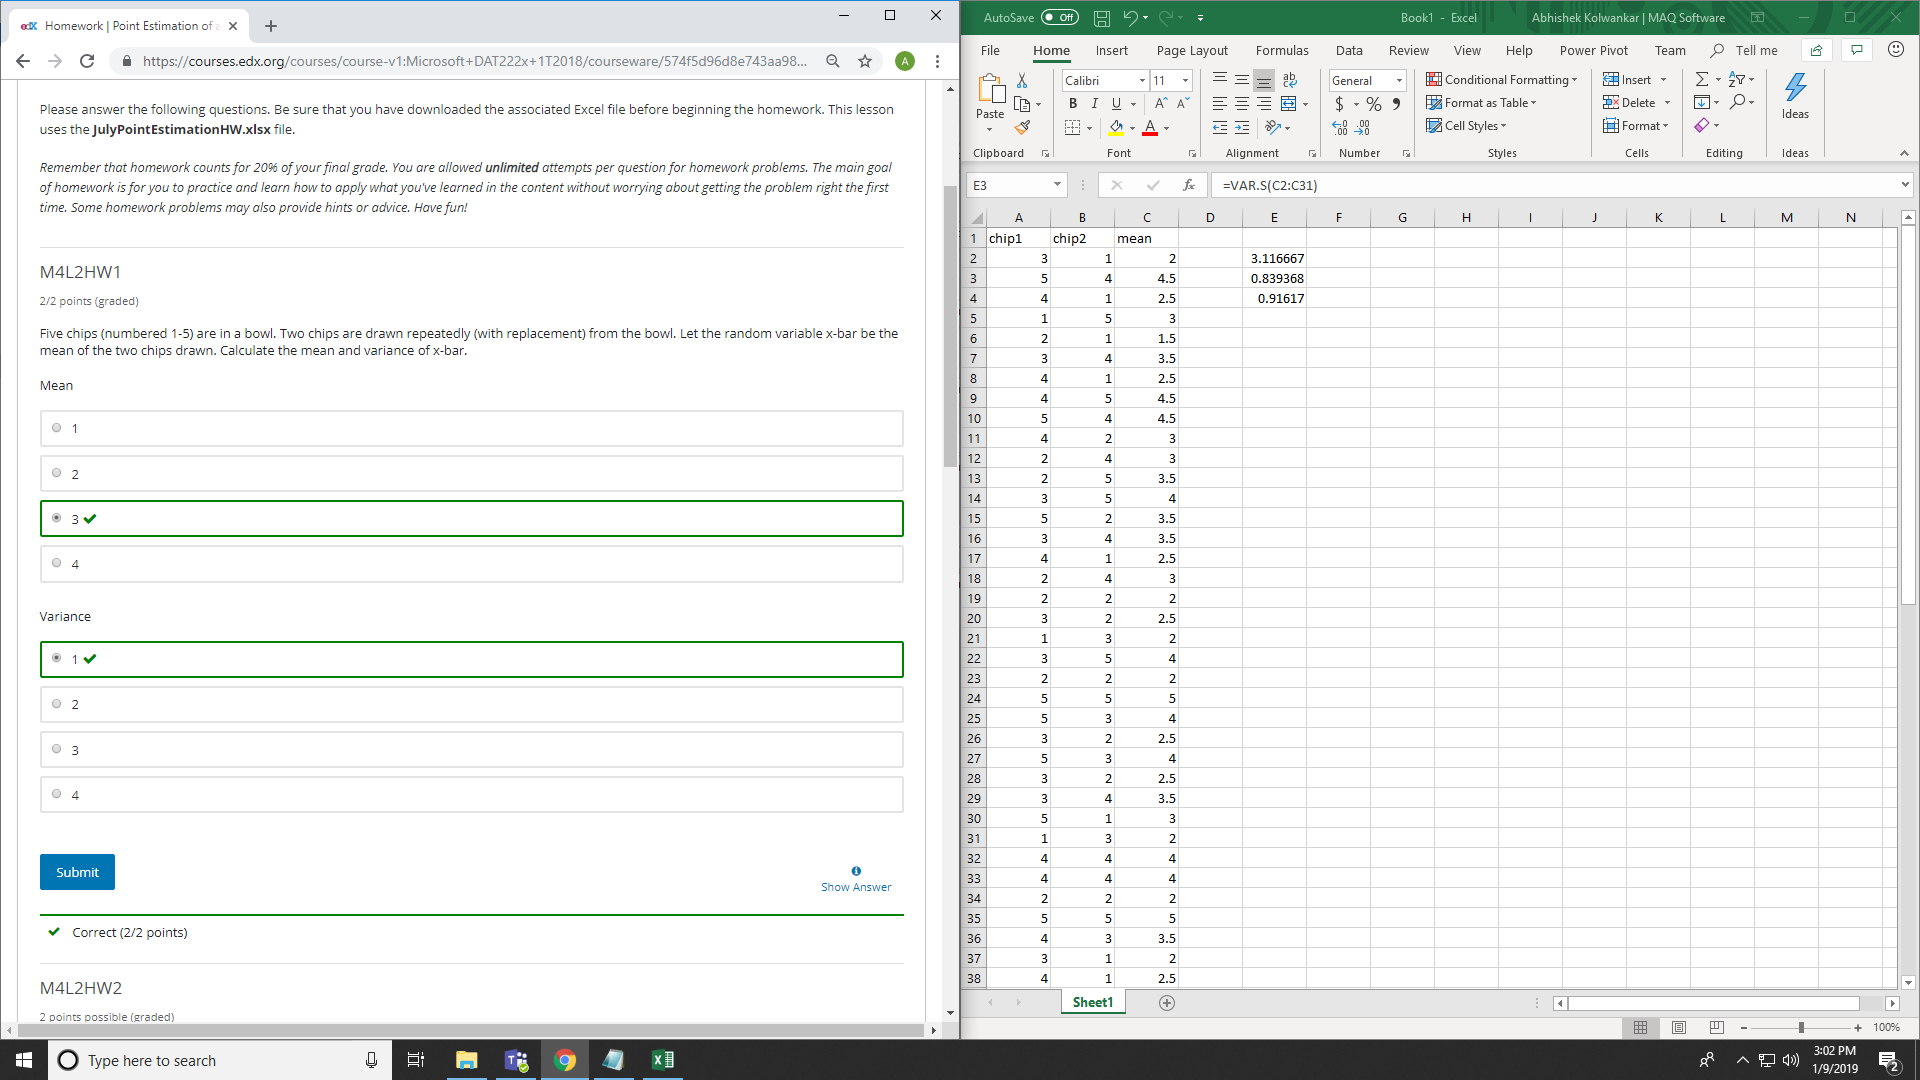 edX Homework | Point Estimation of a
https://courses.edx.org/courses/course-v1:Microsoft+DAT222x+1T2018/courseware/574f5d96d8e743aa98...
A
Please answer the following questions. Be sure that you have downloaded the associated Excel file before beginning the homework. This lesson
uses the JulyPointEstimationHW.xlsx file.
Remember that homework counts for 20% of your final grade. You are allowed unlimited attempts per question for homework problems. The main goal
of homework is for you to practice and learn how to apply what you've learned in the content without worrying about getting the problem right the first
time. Some homework problems may also provide hints or advice. Have fun!
M4L2HW1
2/2 points (graded)
Five chips (numbered 1-5) are in a bowl. Two chips are drawn repeatedly (with replacement) from the bowl. Let the random variable x-bar be the
mean of the two chips drawn. Calculate the mean and variance of x-bar.
Mean
1
2
3
4
Variance
1
2
3
4
Submit
Show Answer
Correct (2/2 points)
M4L2HW2
2 points possible (graded)
AutoSave Off
Book1 - Excel
Abhishek Kolwankar | MAQ Software
File Home Insert Page Layout Formulas Data Review View Help Power Pivot Team Tell me
Paste
Clipboard
Calibri 11
B I U A A
A
Font
ab
Alignment
General
$ % 9
Number
Conditional Formatting
Format as Table
Cell Styles
Styles
Insert
Delete
Format
Cells
Editing
Ideas
Ideas
E3 fx =VAR.S(C2:C31)
A B C D E F G H I J K L M N
1 chip1 chip2 mean
2 3 1 2 3.116667
3 5 4 4.5 0.839368
4 4 1 2.5 0.91617
5 1 5 3
6 2 1 1.5
7 3 4 3.5
8 4 1 2.5
9 4 5 4.5
10 5 4 4.5
11 4 2 3
12 2 4 3
13 2 5 3.5
14 3 5 4
15 5 2 3.5
16 3 4 3.5
17 4 1 2.5
18 2 4 3
19 2 2 2
20 3 2 2.5
21 1 3 2
22 3 5 4
23 2 2 2
24 5 5 5
25 5 3 4
26 3 2 2.5
27 5 3 4
28 3 2 2.5
29 3 4 3.5
30 5 1 3
31 1 3 2
32 4 4 4
33 4 4 4
34 2 2 2
35 5 5 5
36 4 3 3.5
37 3 1 2
38 4 1 2.5
Sheet1
100%
Type here to search
3:02 PM
1/9/2019
2